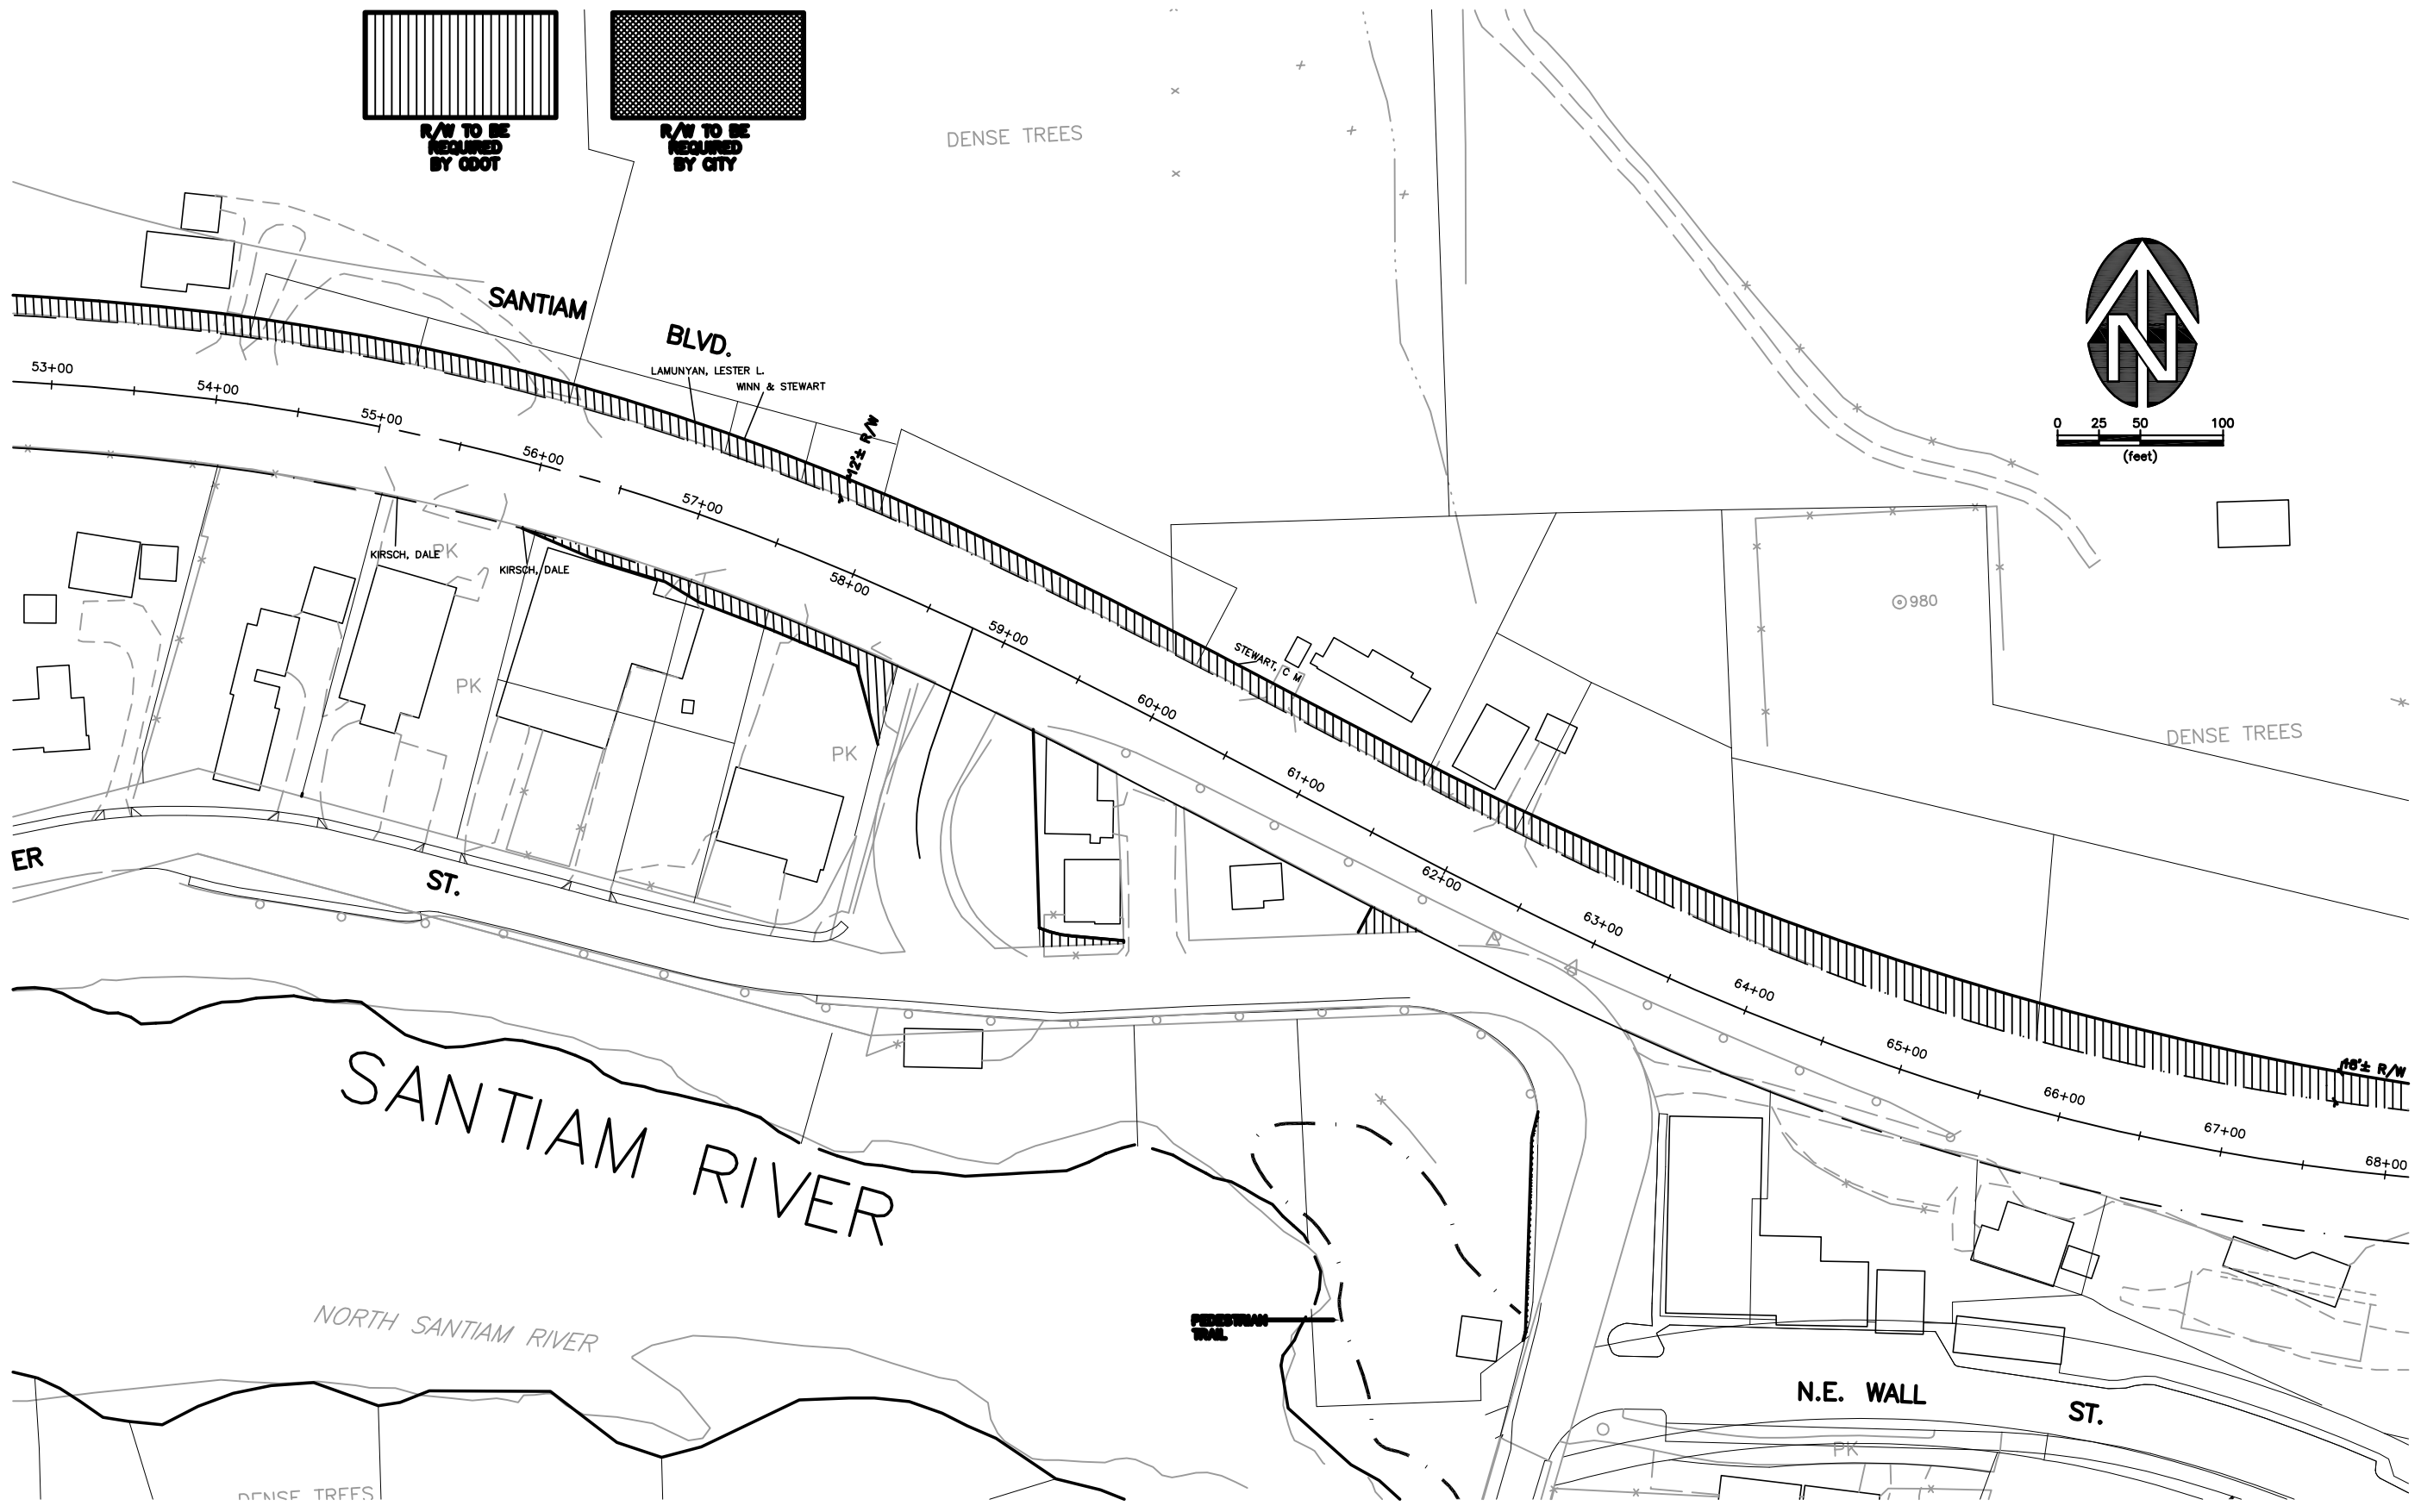 R/W TO BE
REQUIRED
BY ODOT
R/W TO BE
REQUIRED
BY CITY
DENSE TREES
SANTIAM
BLVD.
LAMUNYAN, LESTER L.
WINN & STEWART
12'± R/W
0 25 50 100
(feet)
N
53+00
54+00
55+00
56+00
57+00
58+00
59+00
60+00
61+00
62+00
63+00
64+00
65+00
66+00
67+00
68+00
KIRSCH, DALE
PK
KIRSCH, DALE
PK
PK
STEWART, C M
980
DENSE TREES
18'± R/W
ER
ST.
SANTIAM RIVER
NORTH SANTIAM RIVER
PEDESTRIAN
TRAIL
N.E. WALL
ST.
PK
DENSE TREES